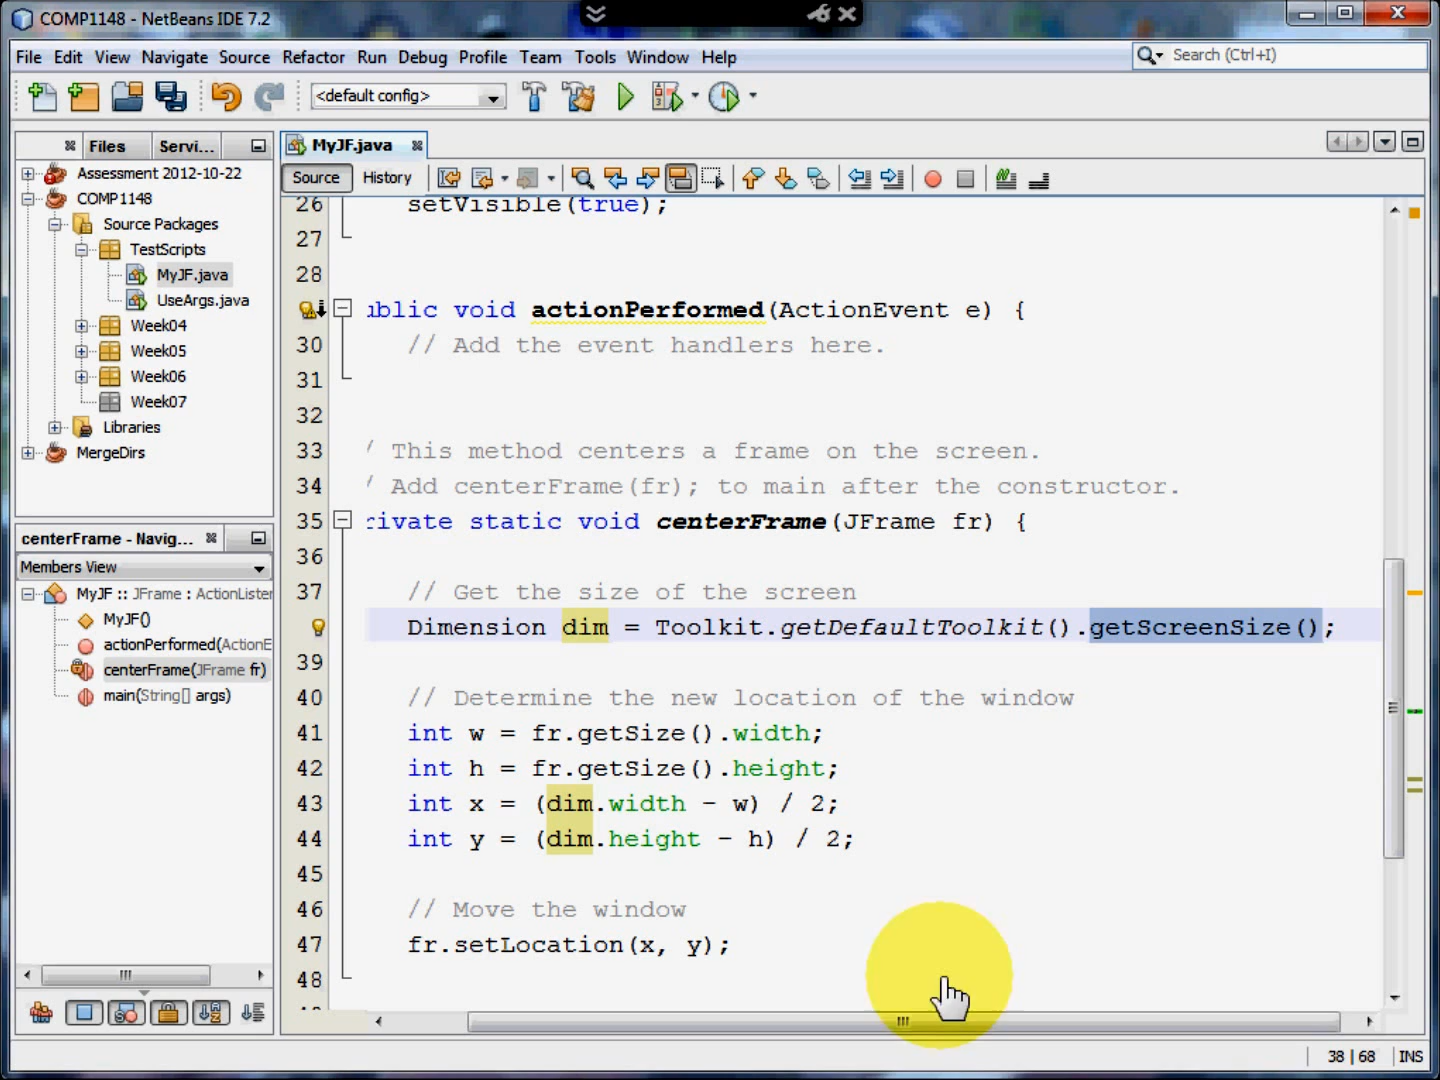 COMP1148 - NetBeans IDE 7.2
File Edit View Navigate Source Refactor Run Debug Profile Team Tools Window Help
Search (Ctrl+I)
<default config>
Files Servi...
Assessment 2012-10-22
COMP1148
Source Packages
TestScripts
MyJF.java
UseArgs.java
Week04
Week05
Week06
Week07
Libraries
MergeDirs
centerFrame - Navig...
Members View
MyJF :: JFrame : ActionListe
MyJF()
actionPerformed(ActionE
centerFrame(JFrame fr)
main(String[] args)
MyJF.java
Source History
26 setVisible(true);
27
28
ublic void actionPerformed(ActionEvent e) {
30 // Add the event handlers here.
31
32
33 / This method centers a frame on the screen.
34 / Add centerFrame(fr); to main after the constructor.
35 rivate static void centerFrame(JFrame fr) {
36
37 // Get the size of the screen
Dimension dim = Toolkit.getDefaultToolkit().getScreenSize();
39
40 // Determine the new location of the window
41 int w = fr.getSize().width;
42 int h = fr.getSize().height;
43 int x = (dim.width - w) / 2;
44 int y = (dim.height - h) / 2;
45
46 // Move the window
47 fr.setLocation(x, y);
48
38 | 68 INS